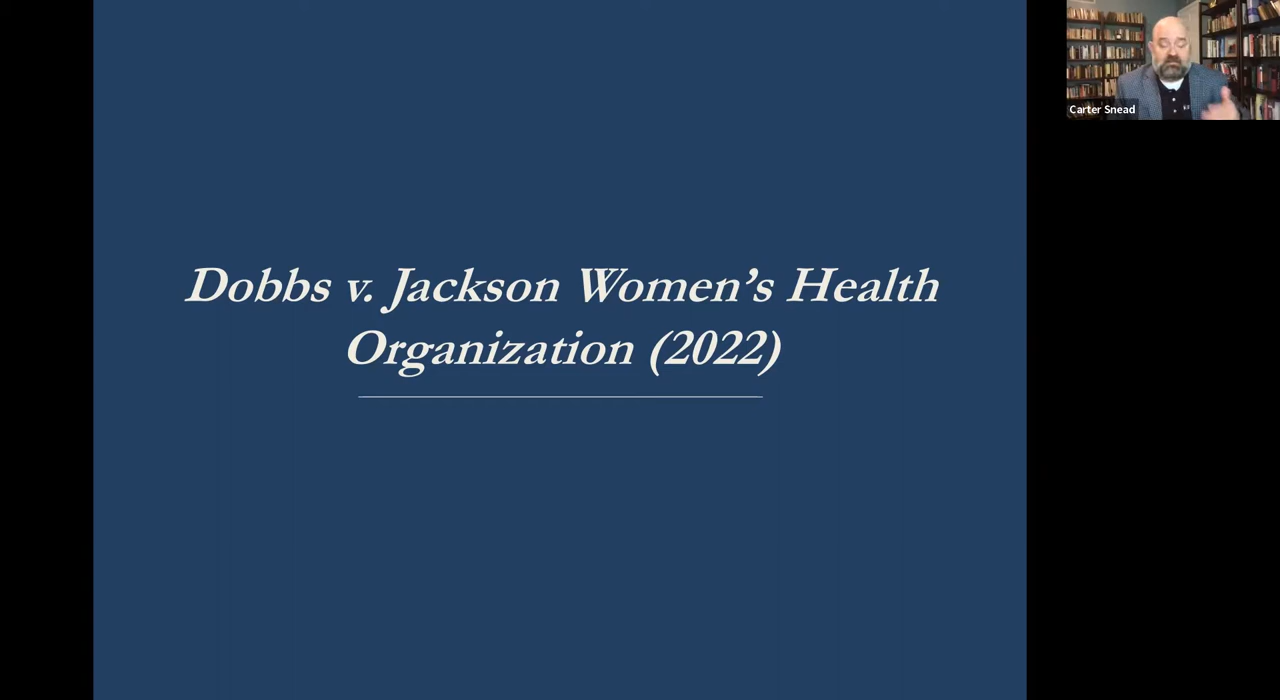 Dobbs v. Jackson Women’s Health
Organization (2022)
Carter Snead